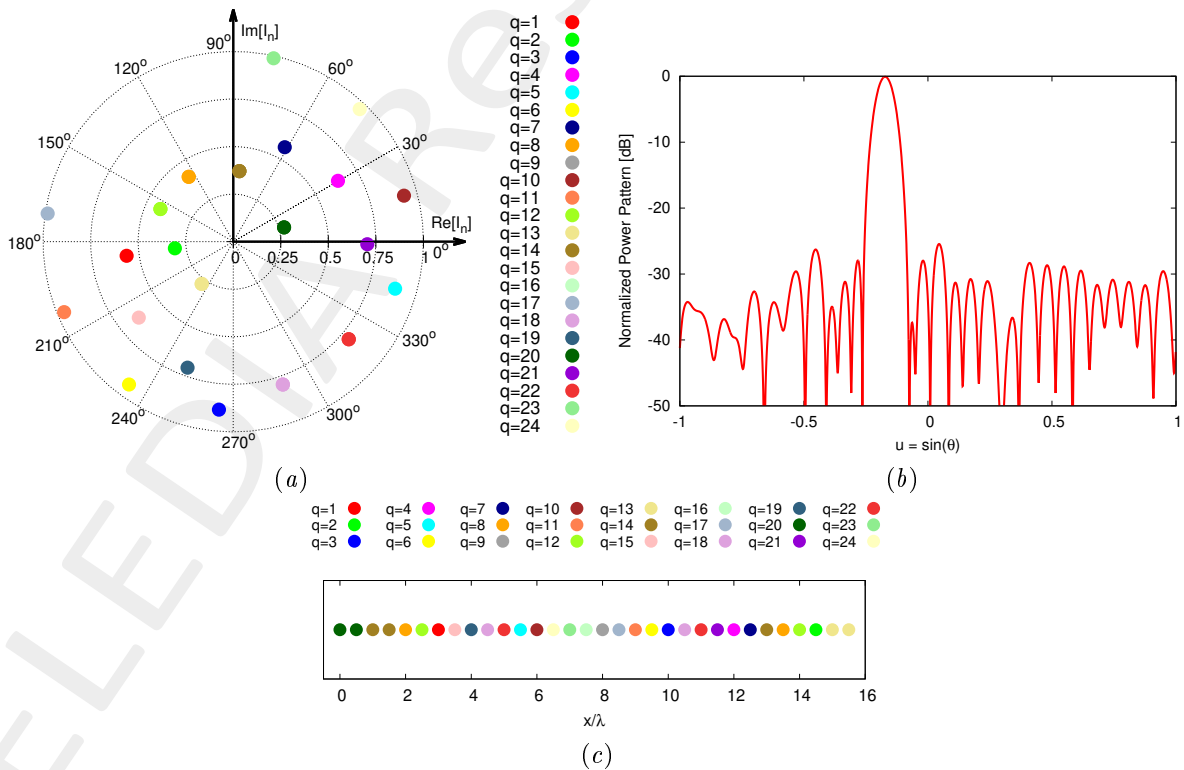 90°
Im[Iₙ]
60°
120°
150°
30°
180°
Re[Iₙ]
0 0.25 0.5 0.75 1
0°
210°
330°
240°
270°
300°
q=1
q=2
q=3
q=4
q=5
q=6
q=7
q=8
q=9
q=10
q=11
q=12
q=13
q=14
q=15
q=16
q=17
q=18
q=19
q=20
q=21
q=22
q=23
q=24
(a)
Normalized Power Pattern [dB]
0
-10
-20
-30
-40
-50
-1 -0.5 0 0.5 1
u = sin(θ)
(b)
q=1 q=4 q=7 q=10 q=13 q=16 q=19 q=22
q=2 q=5 q=8 q=11 q=14 q=17 q=20 q=23
q=3 q=6 q=9 q=12 q=15 q=18 q=21 q=24
0 2 4 6 8 10 12 14 16
x/λ
(c)